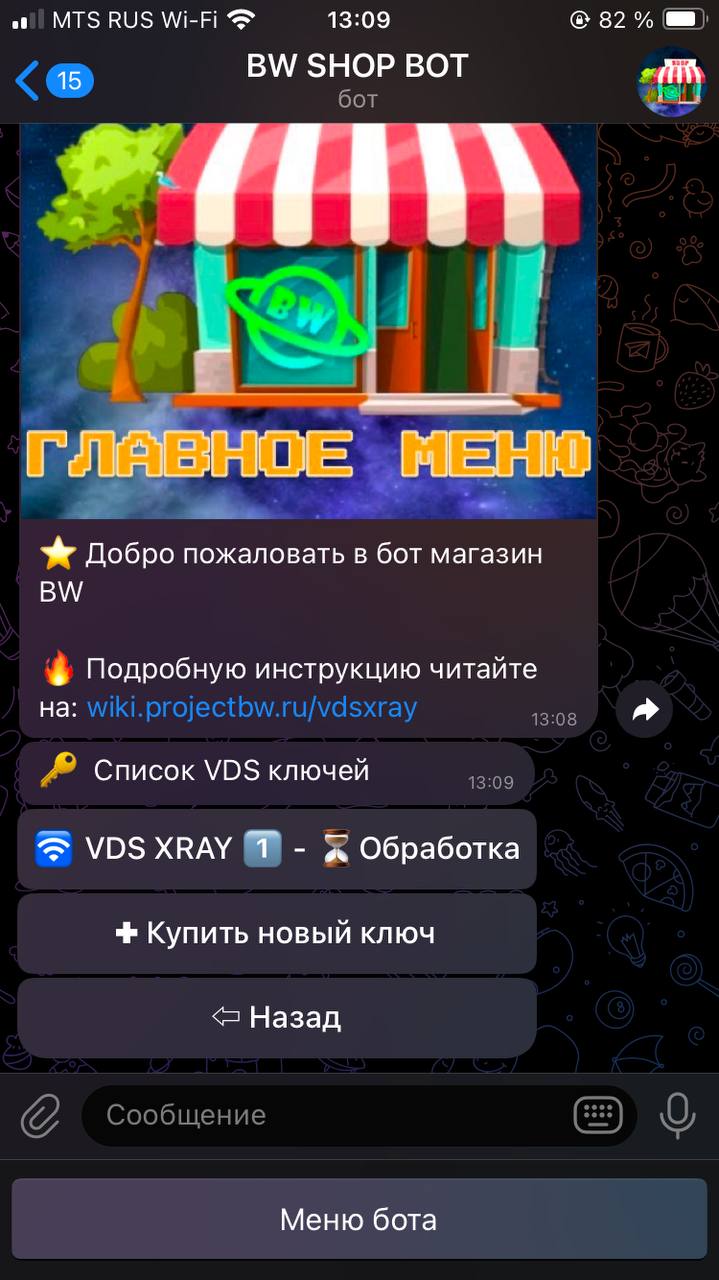 MTS RUS Wi-Fi 13:09 82 %
15 BW SHOP BOT
бот
SHOP
BW
ГЛАВНОЕ МЕНЮ
⭐ Добро пожаловать в бот магазин
BW
🔥 Подробную инструкцию читайте
на: wiki.projectbw.ru/vdsxray 13:08
🔑 Список VDS ключей 13:09
🛜 VDS XRAY 1️⃣ - ⏳ Обработка
➕ Купить новый ключ
⇦ Назад
Сообщение
Меню бота